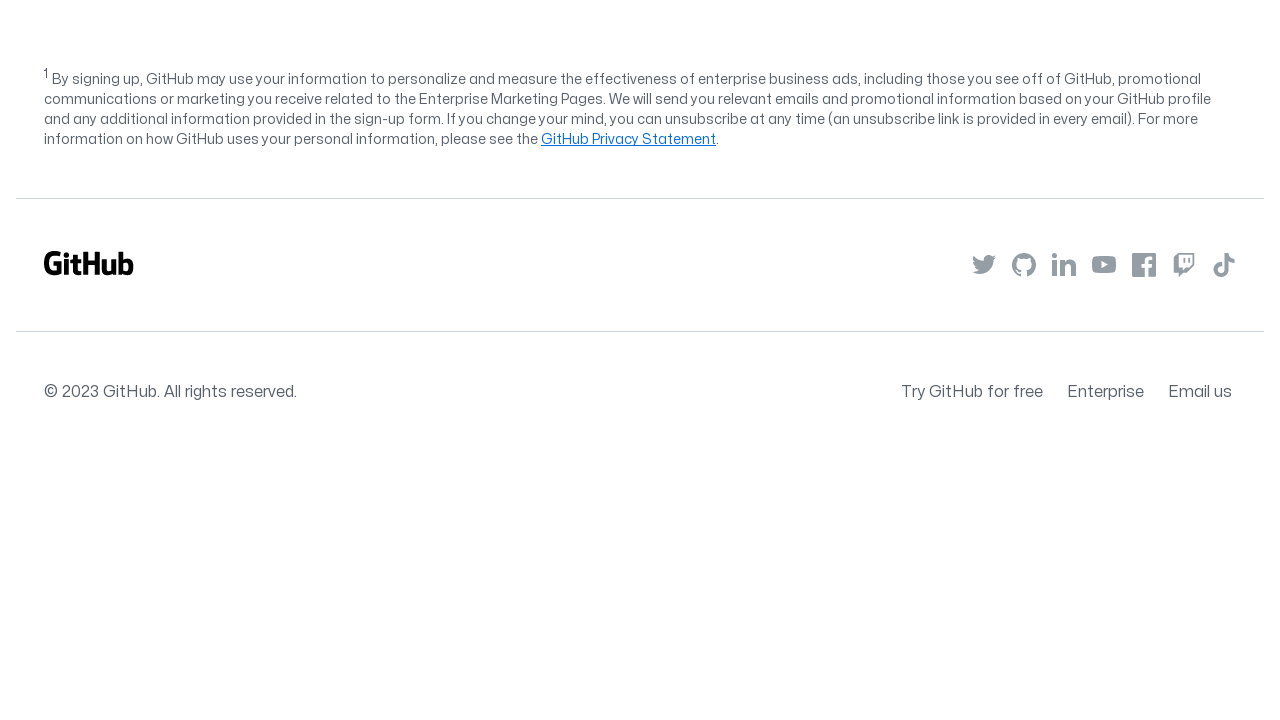 1 By signing up, GitHub may use your information to personalize and measure the effectiveness of enterprise business ads, including those you see off of GitHub, promotional
communications or marketing you receive related to the Enterprise Marketing Pages. We will send you relevant emails and promotional information based on your GitHub profile
and any additional information provided in the sign-up form. If you change your mind, you can unsubscribe at any time (an unsubscribe link is provided in every email). For more
information on how GitHub uses your personal information, please see the GitHub Privacy Statement.
GitHub
© 2023 GitHub. All rights reserved.
Try GitHub for free
Enterprise
Email us